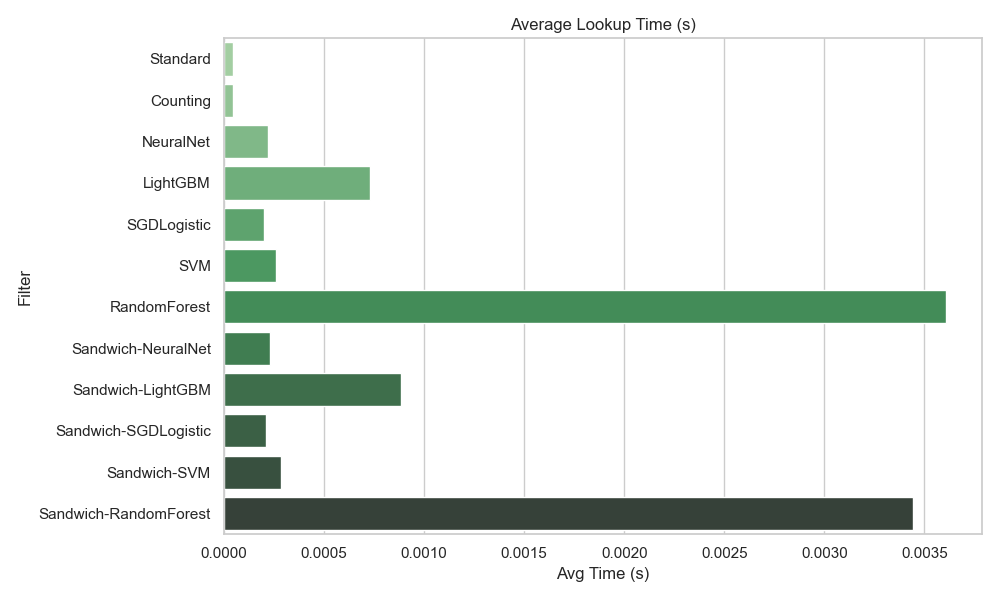 Average Lookup Time (s)
Filter
Standard
Counting
NeuralNet
LightGBM
SGDLogistic
SVM
RandomForest
Sandwich-NeuralNet
Sandwich-LightGBM
Sandwich-SGDLogistic
Sandwich-SVM
Sandwich-RandomForest
0.0000 0.0005 0.0010 0.0015 0.0020 0.0025 0.0030 0.0035
Avg Time (s)